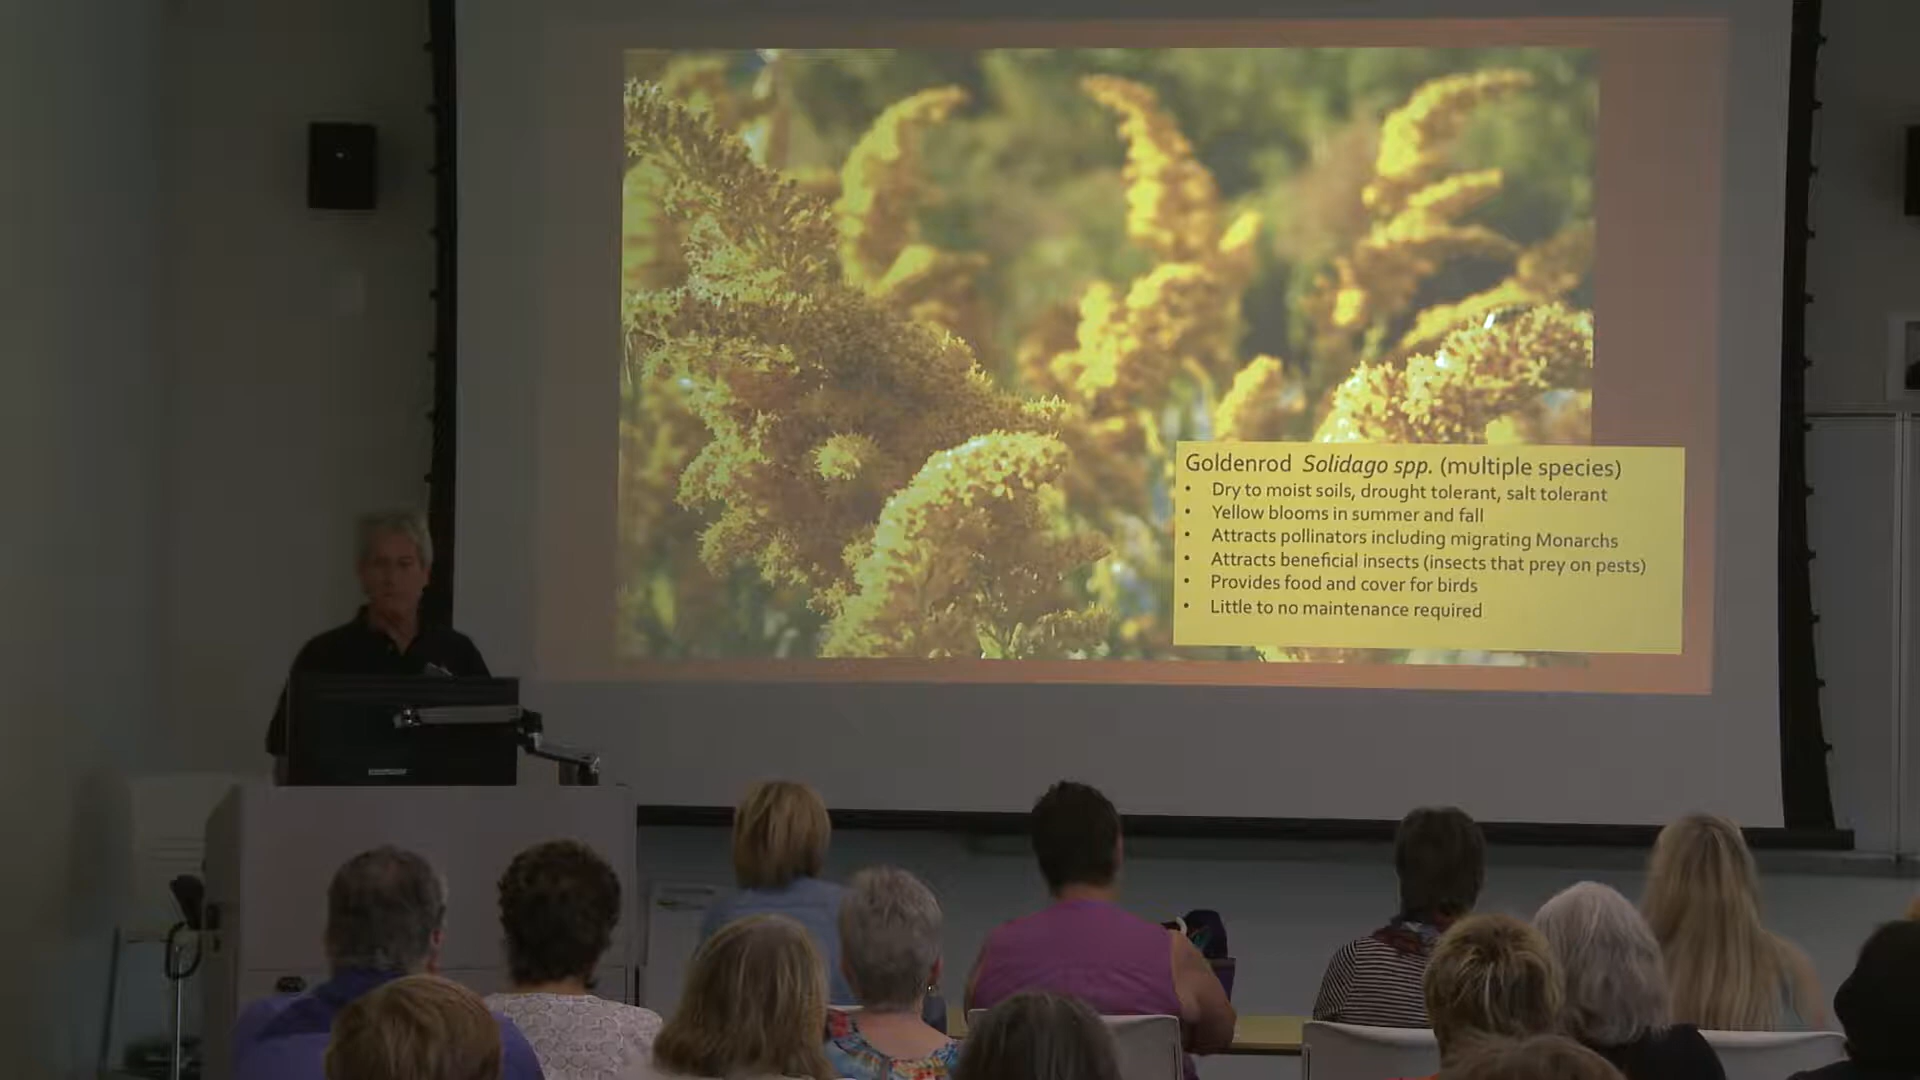 Goldenrod Solidago spp. (multiple species)
• Dry to moist soils, drought tolerant, salt tolerant
• Yellow blooms in summer and fall
• Attracts pollinators including migrating Monarchs
• Attracts beneficial insects (insects that prey on pests)
• Provides food and cover for birds
• Little to no maintenance required